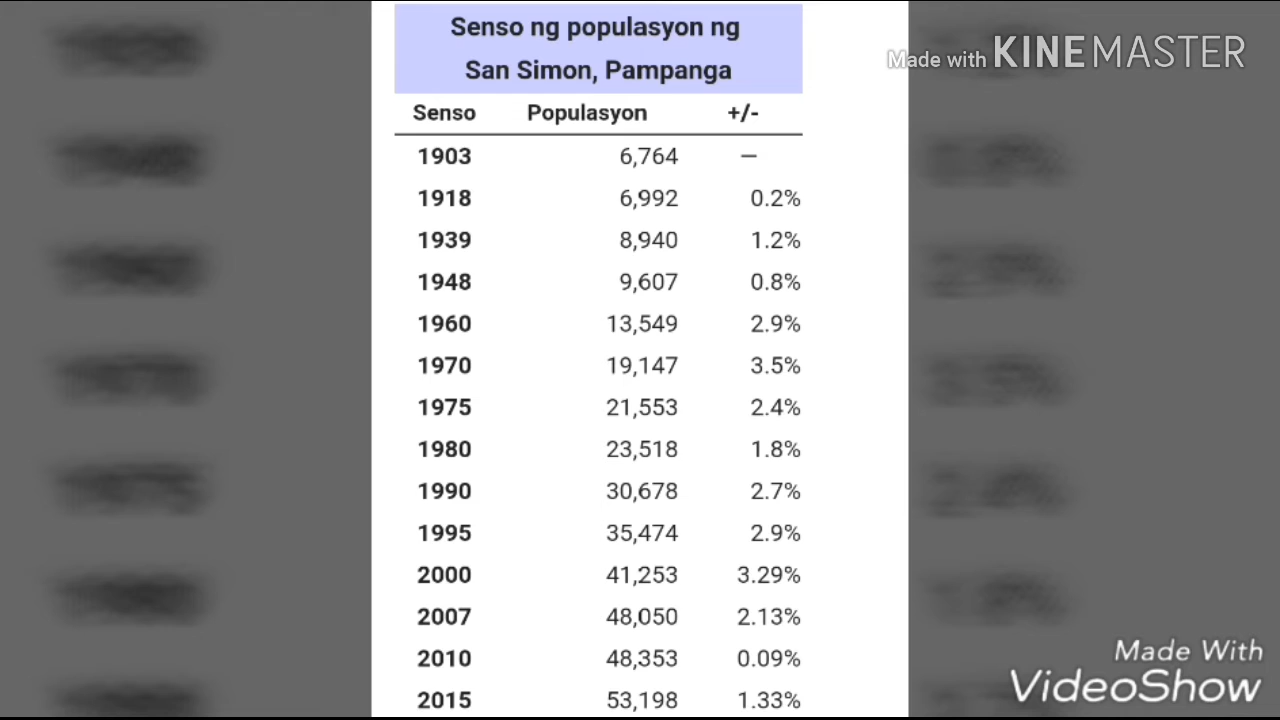 Senso ng populasyon ng
San Simon, Pampanga
Made with KINEMASTER
Senso Populasyon +/-
1903 6,764 —
1918 6,992 0.2%
1939 8,940 1.2%
1948 9,607 0.8%
1960 13,549 2.9%
1970 19,147 3.5%
1975 21,553 2.4%
1980 23,518 1.8%
1990 30,678 2.7%
1995 35,474 2.9%
2000 41,253 3.29%
2007 48,050 2.13%
2010 48,353 0.09%
2015 53,198 1.33%
Made With
VideoShow